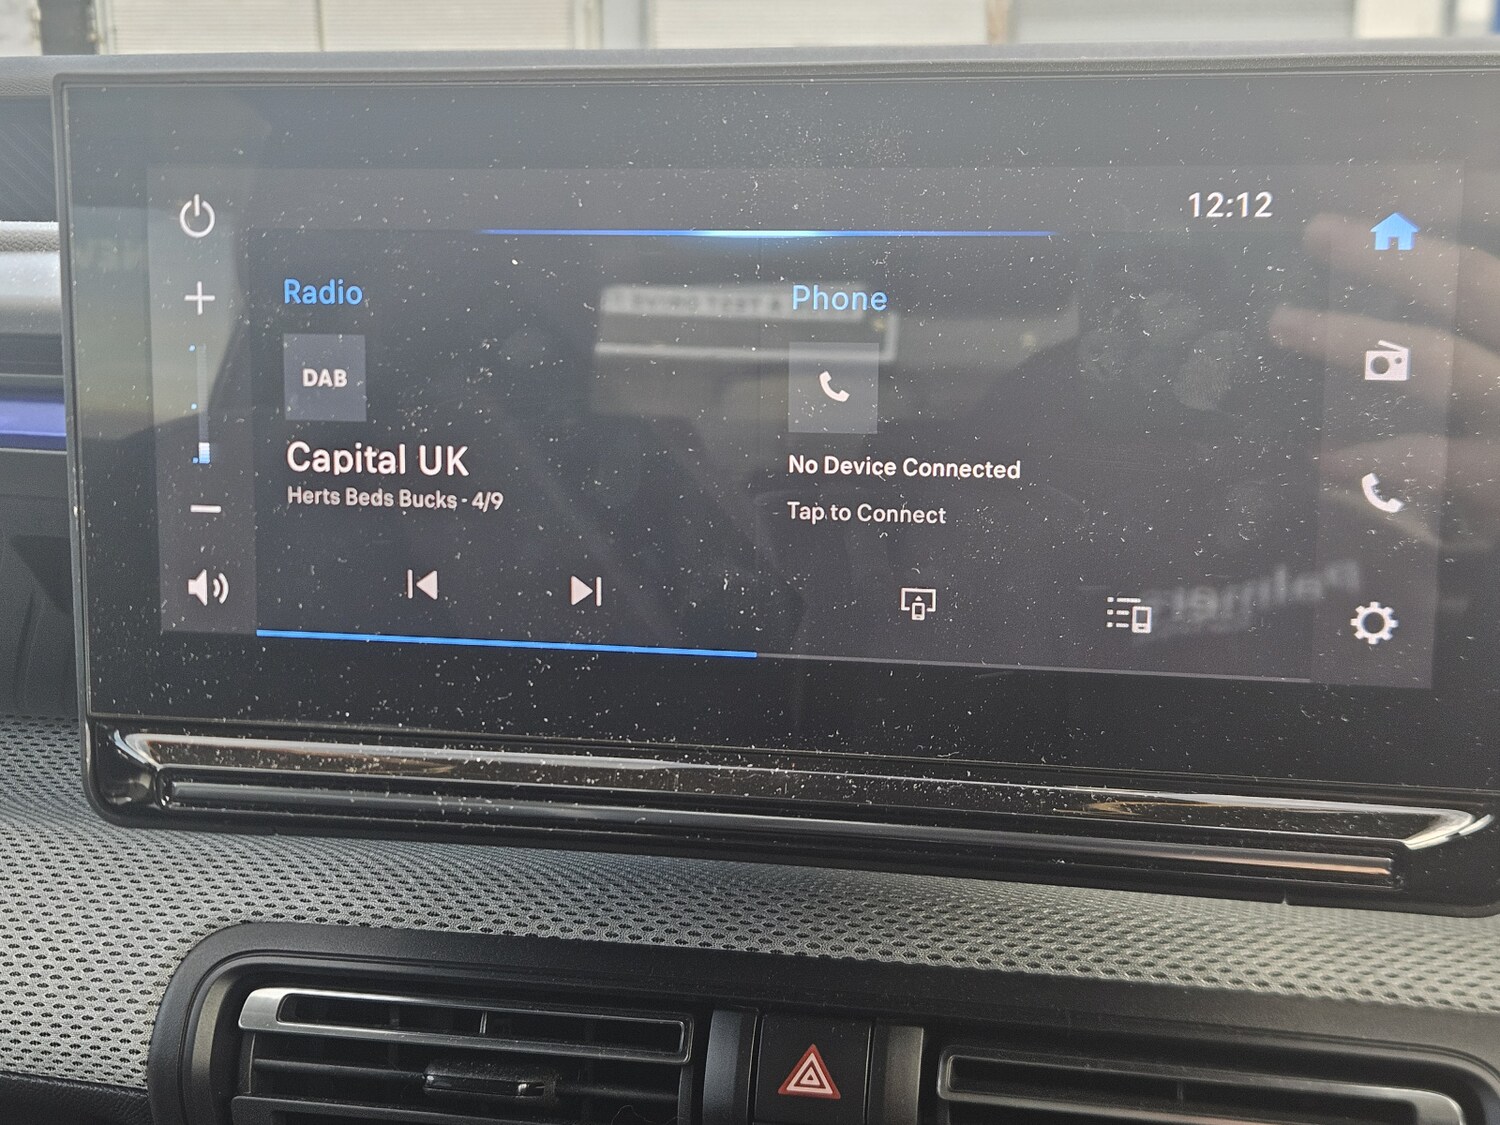 12:12
Radio
Phone
DAB
Capital UK
Herts Beds Bucks - 4/9
No Device Connected
Tap to Connect